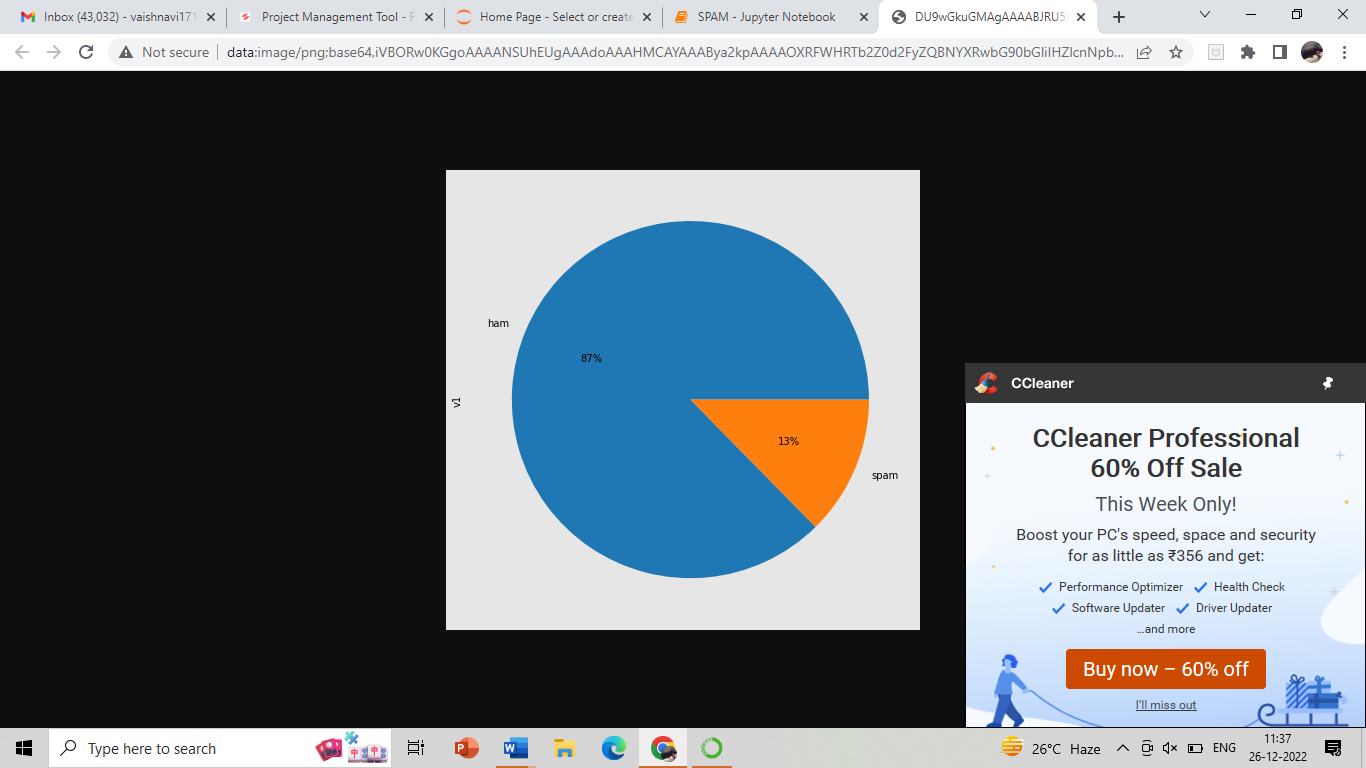 Inbox (43,032) - vaishnavi171
Project Management Tool - F
Home Page - Select or create
SPAM - Jupyter Notebook
DU9wGkuGMAgAAAABJRU5
Not secure
data:image/png;base64,iVBORw0KGgoAAAANSUhEUgAAAdoAAAHMCAYAAAByа2kpAAAAOXRFWHRTb2Z0d2FyZQBNYXRwbG90bGliIHZlcnNpb...
ham
87%
v1
13%
spam
CCleaner
CCleaner Professional
60% Off Sale
This Week Only!
Boost your PC's speed, space and security
for as little as ₹356 and get:
Performance Optimizer Health Check
Software Updater Driver Updater
...and more
Buy now – 60% off
I'll miss out
Type here to search
26°C Haze
ENG
11:37
26-12-2022